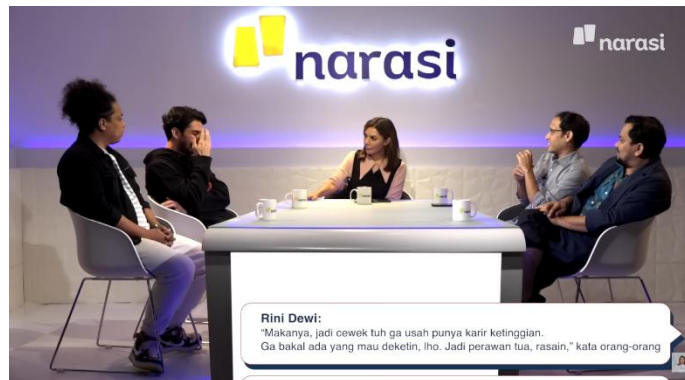 narasi
narasi
Rini Dewi:
"Makanya, jadi cewek tuh ga usah punya karir ketinggian.
Ga bakal ada yang mau deketin, lho. Jadi perawan tua, rasain," kata orang-orang